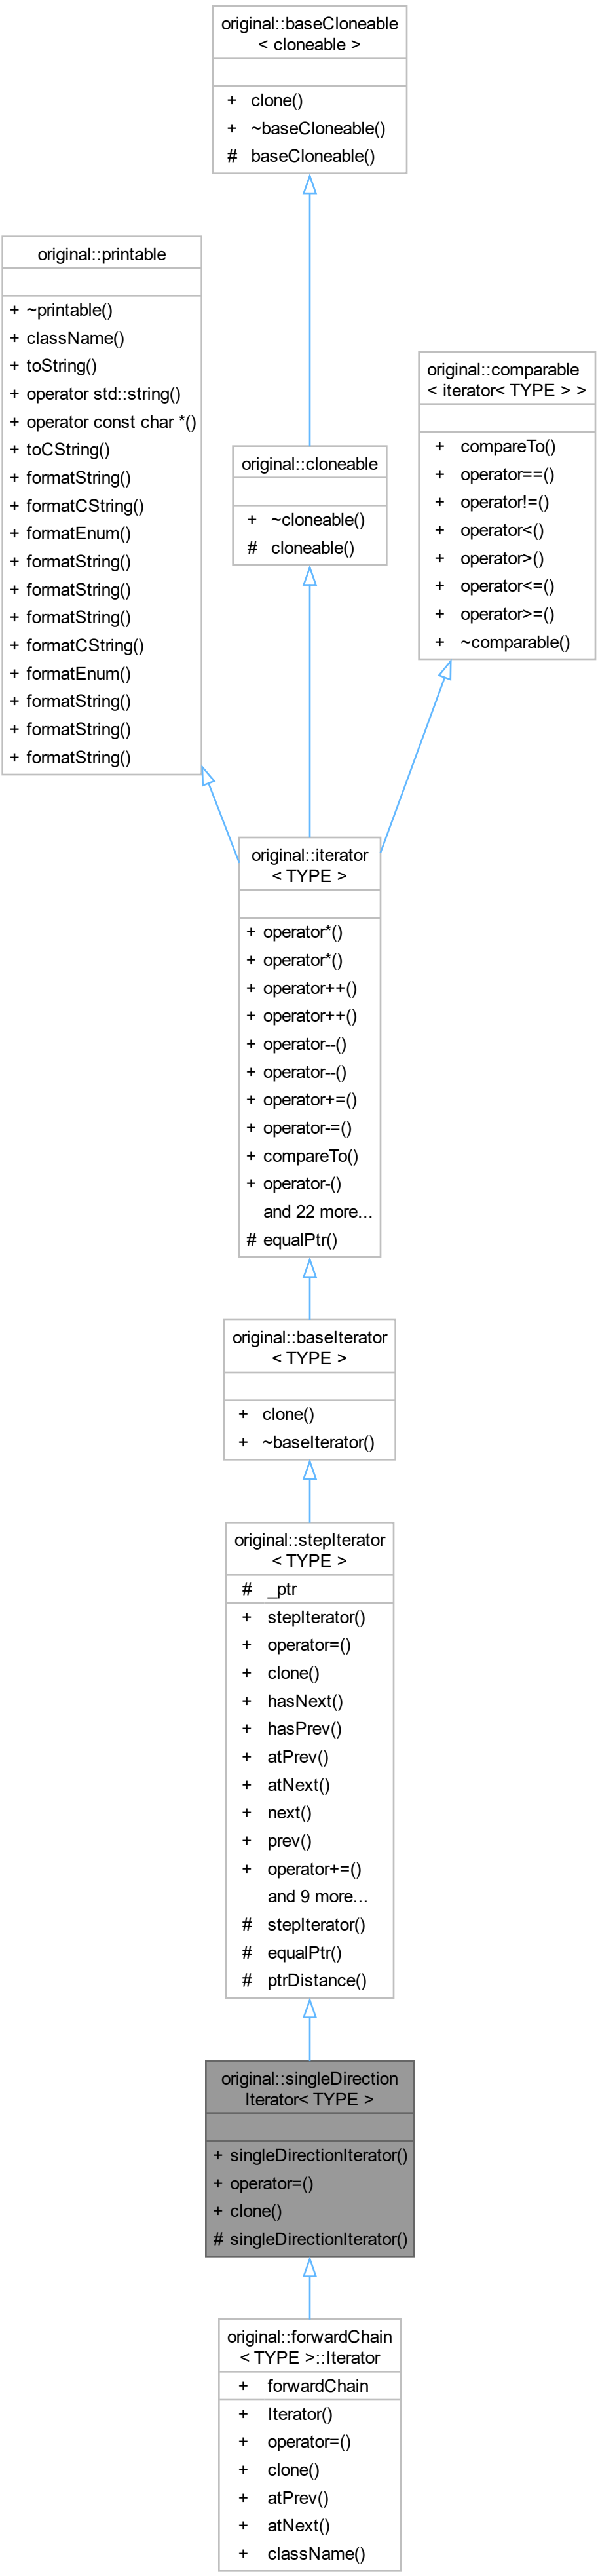 original::baseCloneable
< cloneable >
+ clone()
+ ~baseCloneable()
# baseCloneable()
original::printable
+ ~printable()
+ className()
+ toString()
+ operator std::string()
+ operator const char *()
+ toCString()
+ formatString()
+ formatCString()
+ formatEnum()
+ formatString()
+ formatString()
+ formatString()
+ formatCString()
+ formatEnum()
+ formatString()
+ formatString()
+ formatString()
original::comparable
< iterator< TYPE > >
+ compareTo()
+ operator==()
+ operator!=()
+ operator<()
+ operator>()
+ operator<=()
+ operator>=()
+ ~comparable()
original::cloneable
+ ~cloneable()
# cloneable()
original::iterator
< TYPE >
+ operator*()
+ operator*()
+ operator++()
+ operator++()
+ operator--()
+ operator--()
+ operator+=()
+ operator-=()
+ compareTo()
+ operator-()
and 22 more...
# equalPtr()
original::baseIterator
< TYPE >
+ clone()
+ ~baseIterator()
original::stepIterator
< TYPE >
# _ptr
+ stepIterator()
+ operator=()
+ clone()
+ hasNext()
+ hasPrev()
+ atPrev()
+ atNext()
+ next()
+ prev()
+ operator+=()
and 9 more...
# stepIterator()
# equalPtr()
# ptrDistance()
original::singleDirection
Iterator< TYPE >
+ singleDirectionIterator()
+ operator=()
+ clone()
# singleDirectionIterator()
original::forwardChain
< TYPE >::Iterator
+ forwardChain
+ Iterator()
+ operator=()
+ clone()
+ atPrev()
+ atNext()
+ className()